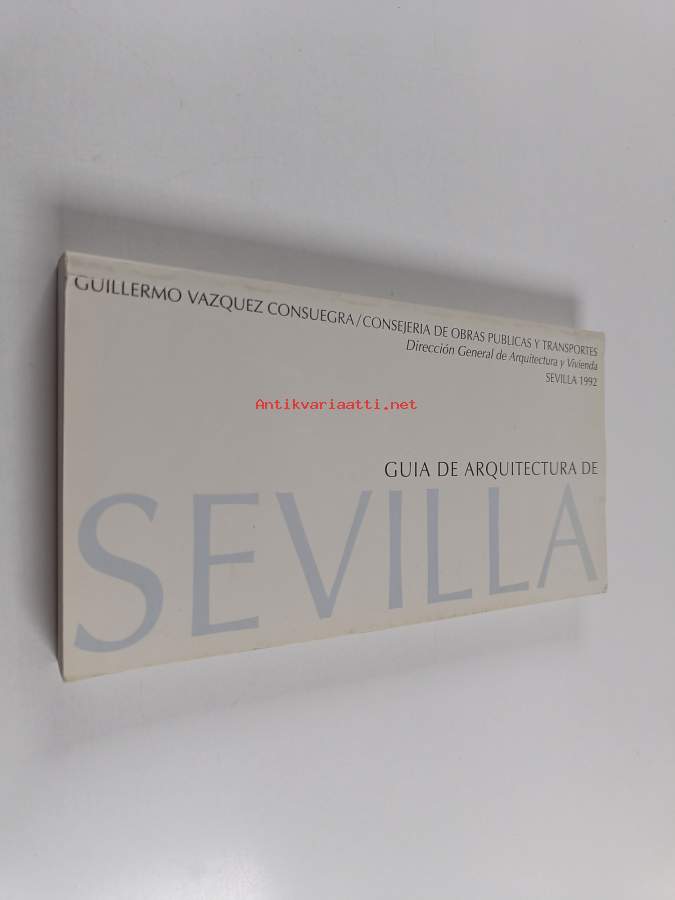 GUILLERMO VAZQUEZ CONSUEGRA/CONSEJERIA DE OBRAS PUBLICAS Y TRANSPORTES
Dirección General de Arquitectura y Vivienda
SEVILLA 1992
Antikvariaatti.net
GUIA DE ARQUITECTURA DE
SEVILLA